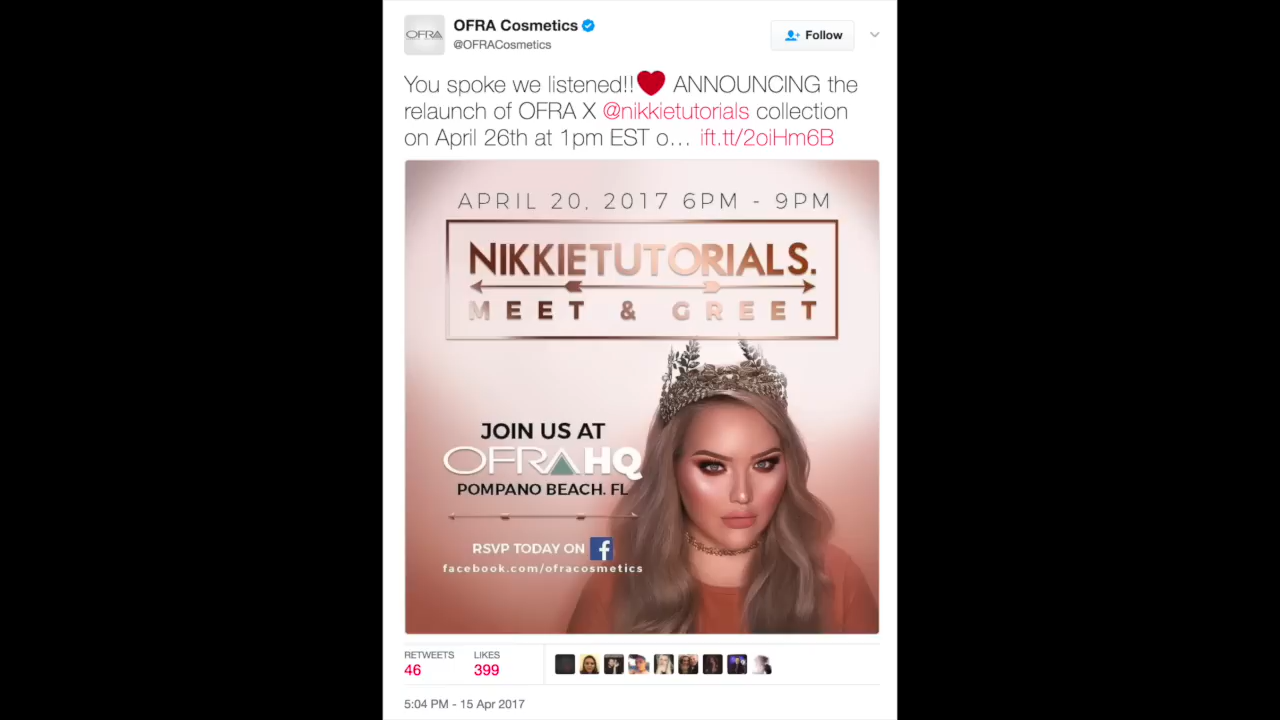 OFRA
OFRA Cosmetics
@OFRACosmetics
Follow
You spoke we listened!!❤ ANNOUNCING the
relaunch of OFRA X @nikkietutorials collection
on April 26th at 1pm EST o… ift.tt/2oiHm6B
APRIL 20, 2017 6PM - 9PM
NIKKIETUTORIALS.
MEET & GREET
JOIN US AT
OFRA HQ
POMPANO BEACH. FL
RSVP TODAY ON f
facebook.com/ofracosmetics
RETWEETS LIKES
46 399
5:04 PM - 15 Apr 2017